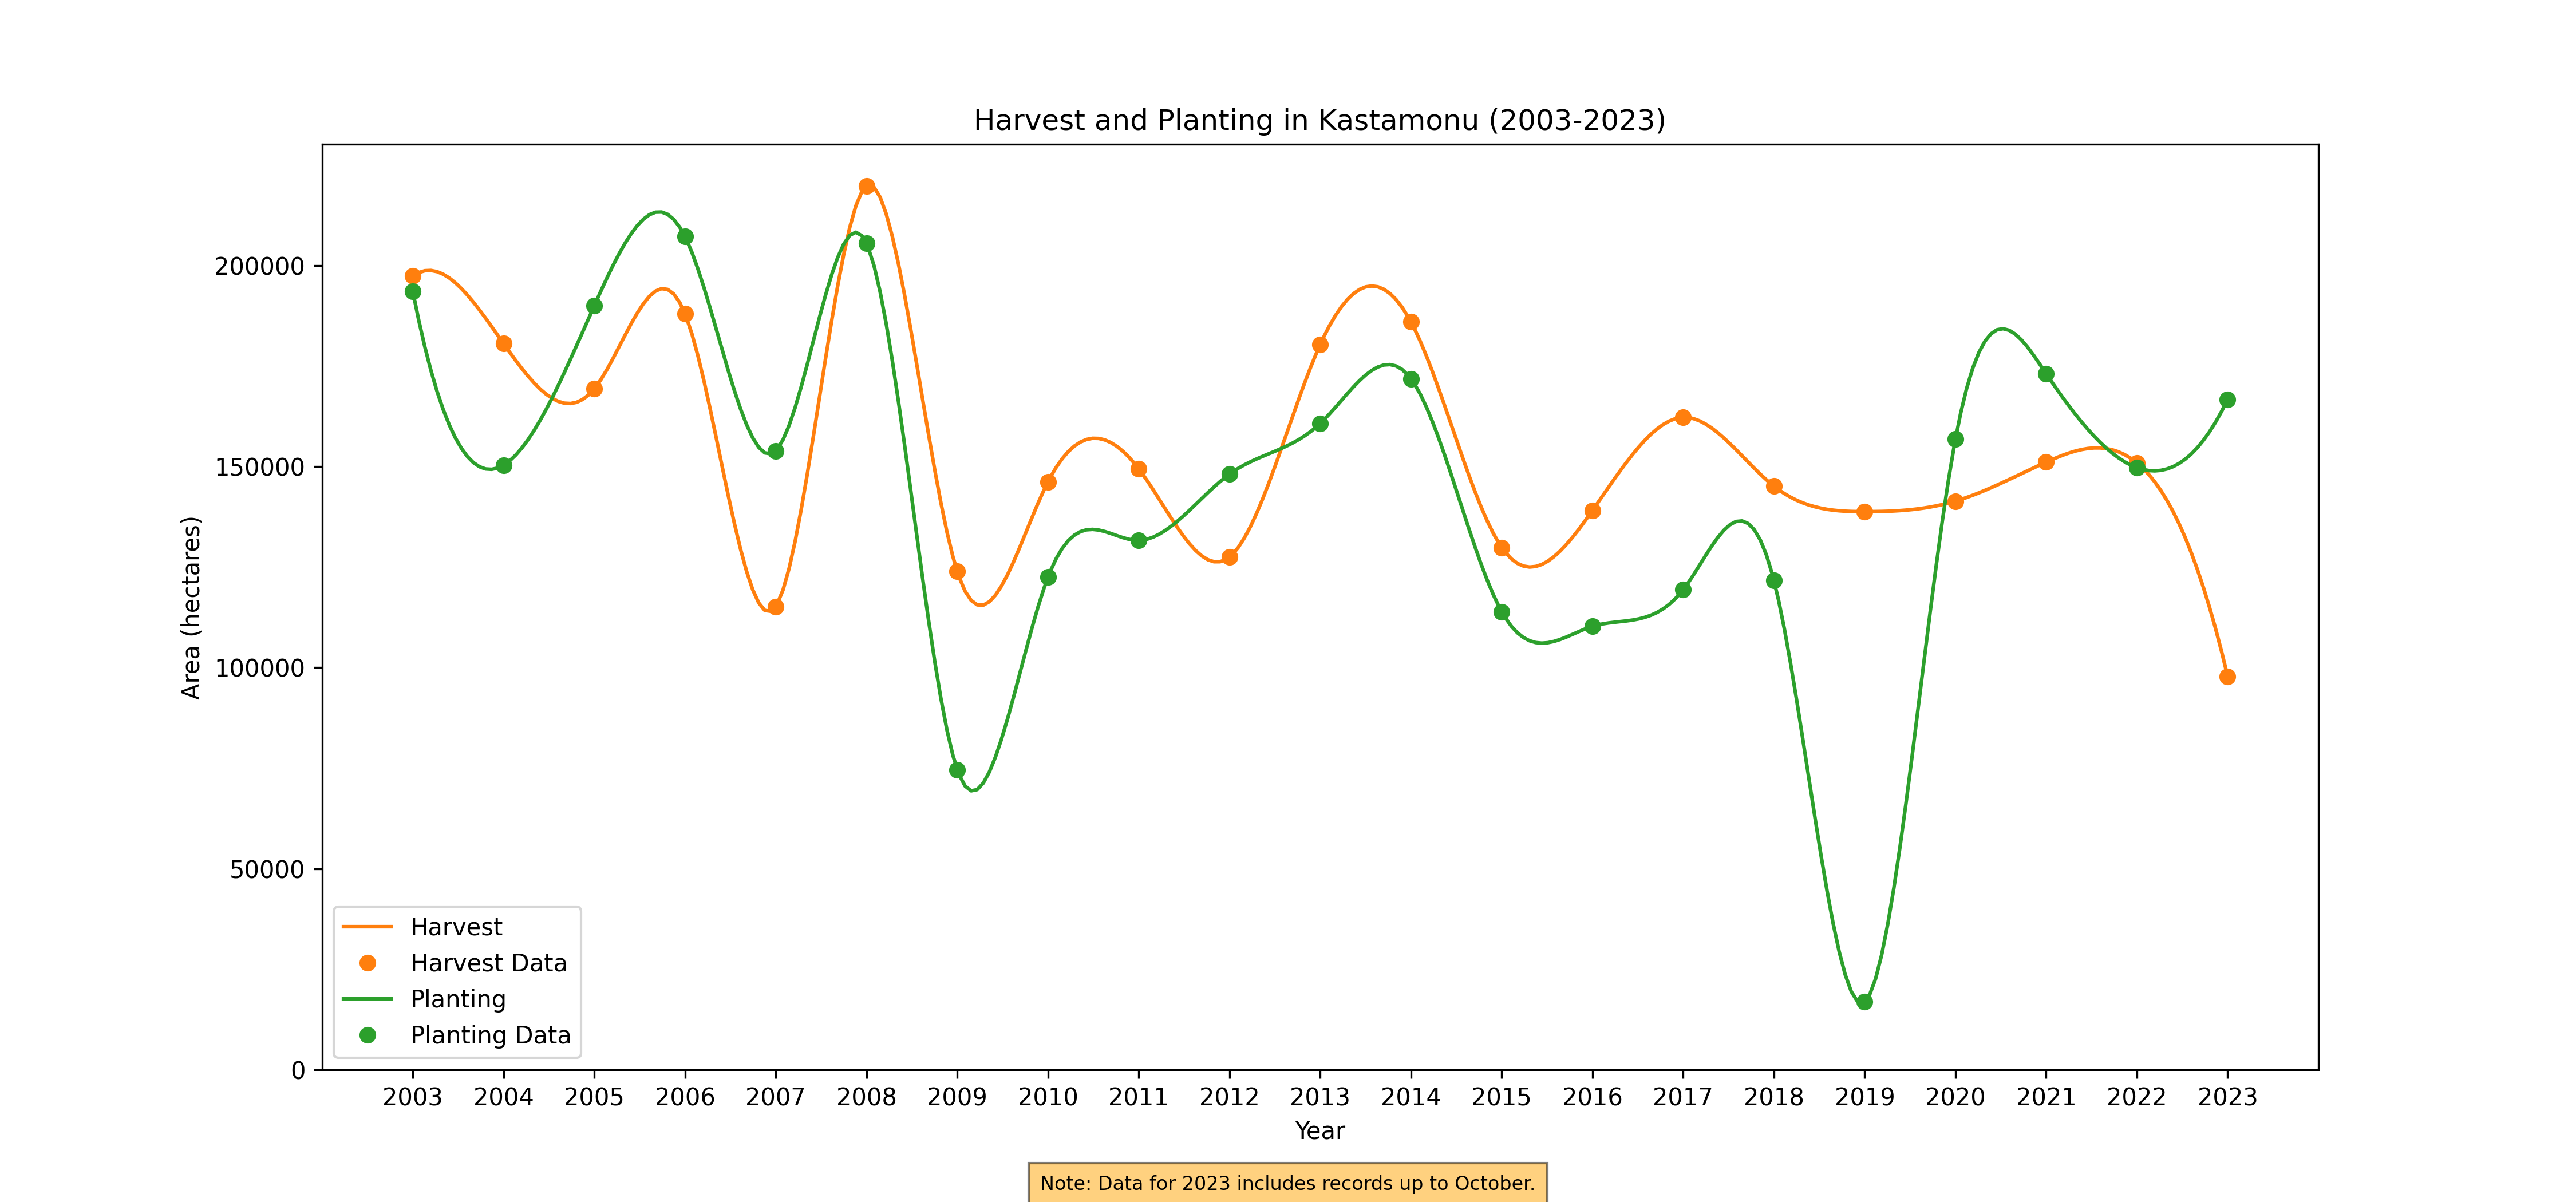 Harvest and Planting in Kastamonu (2003-2023)
200000
150000
100000
50000
0
Area (hectares)
Harvest
Harvest Data
Planting
Planting Data
2003 2004 2005 2006 2007 2008 2009 2010 2011 2012 2013 2014 2015 2016 2017 2018 2019 2020 2021 2022 2023
Year
Note: Data for 2023 includes records up to October.